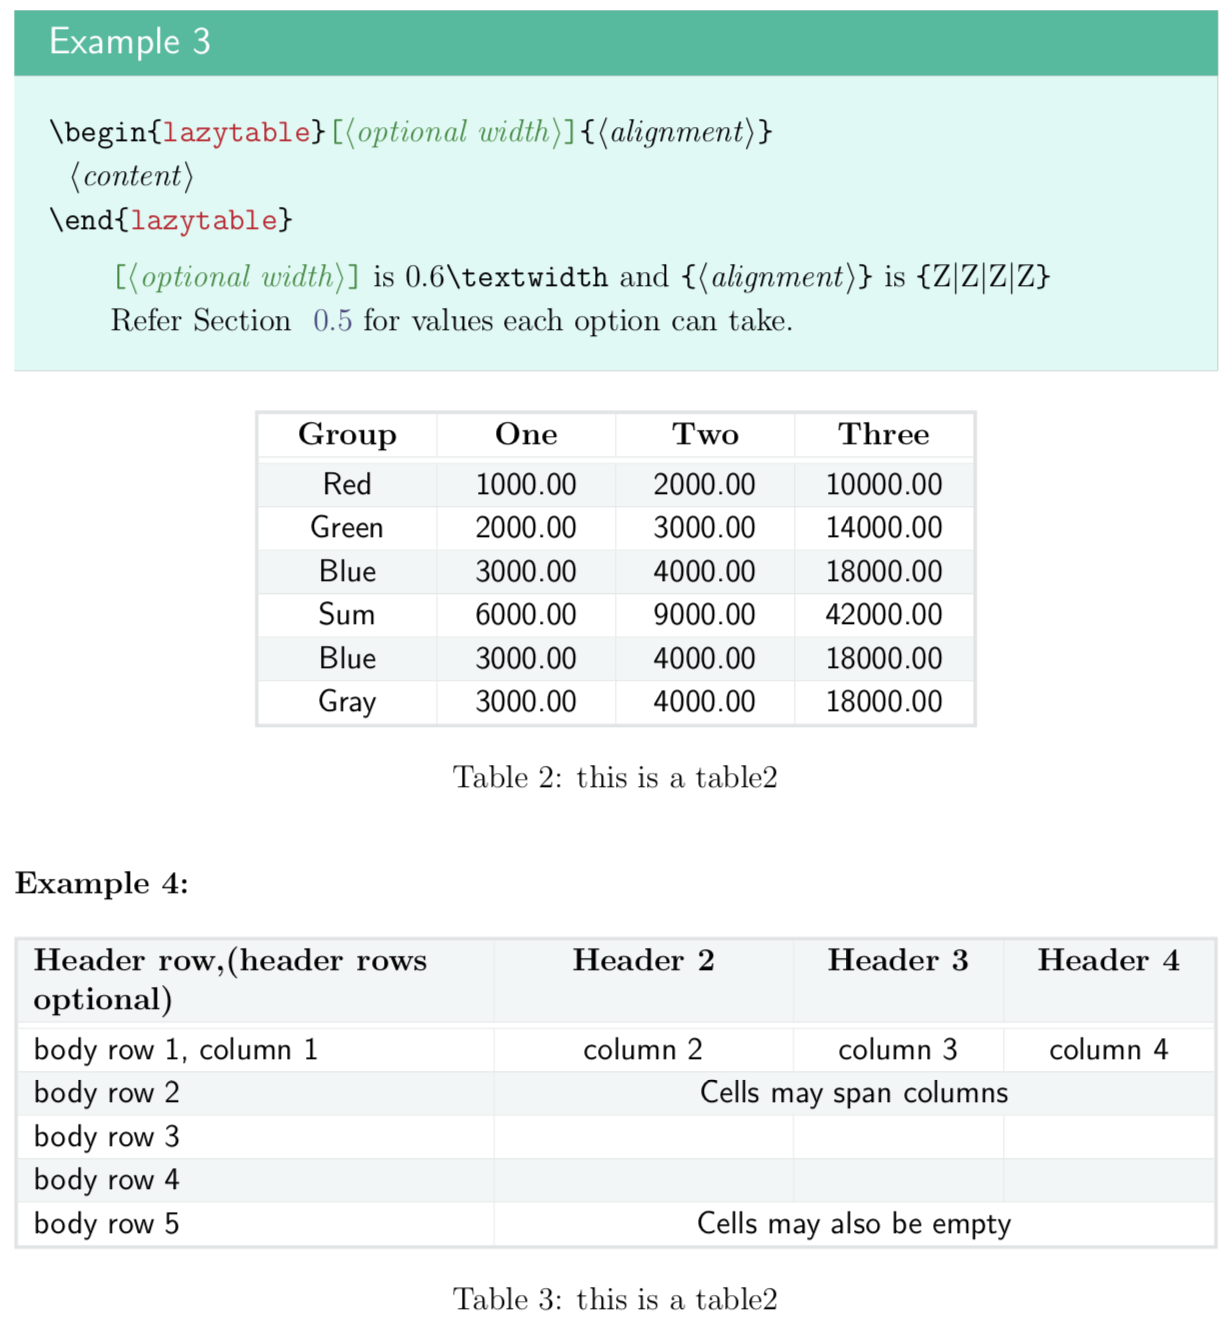 Example 3
\begin{lazytable}[⟨optional width⟩]{⟨alignment⟩}
⟨content⟩
\end{lazytable}
[⟨optional width⟩] is 0.6\textwidth and {⟨alignment⟩} is {Z|Z|Z|Z}
Refer Section 0.5 for values each option can take.
Group One Two Three
Red 1000.00 2000.00 10000.00
Green 2000.00 3000.00 14000.00
Blue 3000.00 4000.00 18000.00
Sum 6000.00 9000.00 42000.00
Blue 3000.00 4000.00 18000.00
Gray 3000.00 4000.00 18000.00
Table 2: this is a table2
Example 4:
Header row,(header rows Header 2 Header 3 Header 4
optional)
body row 1, column 1 column 2 column 3 column 4
body row 2 Cells may span columns
body row 3
body row 4
body row 5 Cells may also be empty
Table 3: this is a table2